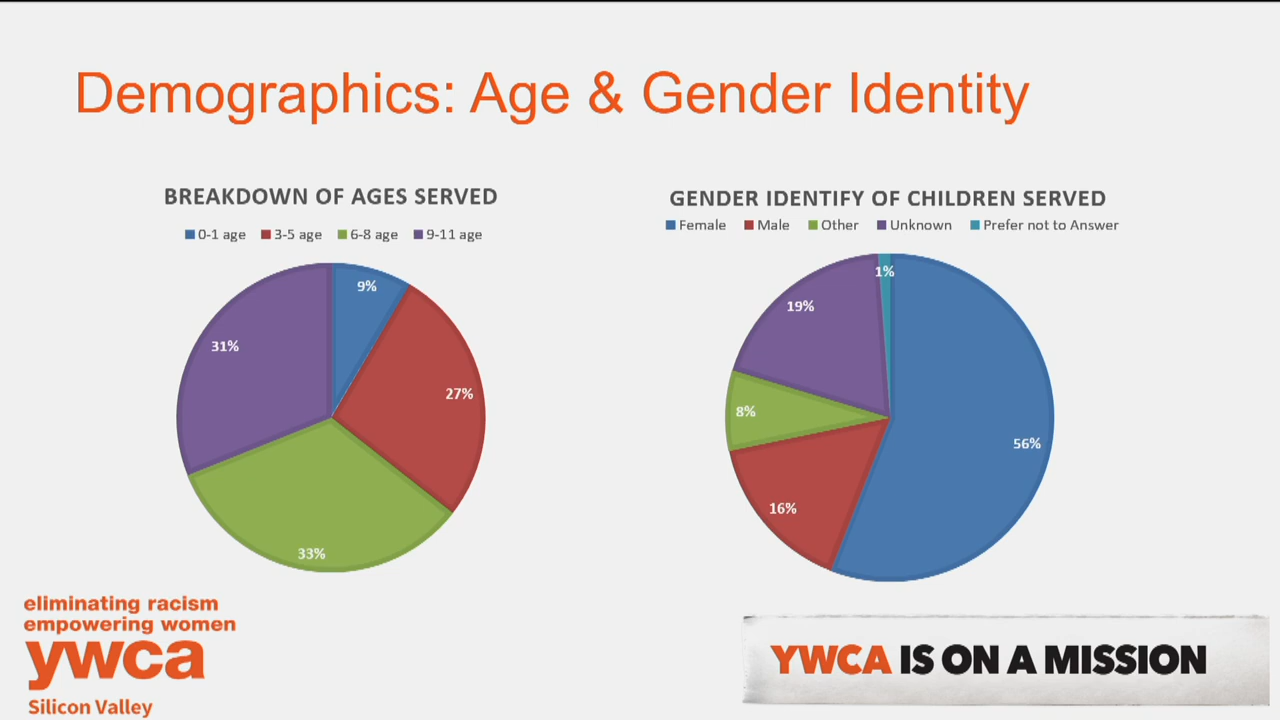 Demographics: Age & Gender Identity
BREAKDOWN OF AGES SERVED
0-1 age 3-5 age 6-8 age 9-11 age
9%
27%
33%
31%
GENDER IDENTIFY OF CHILDREN SERVED
Female Male Other Unknown Prefer not to Answer
1%
19%
8%
16%
56%
eliminating racism
empowering women
ywca
Silicon Valley
YWCA IS ON A MISSION